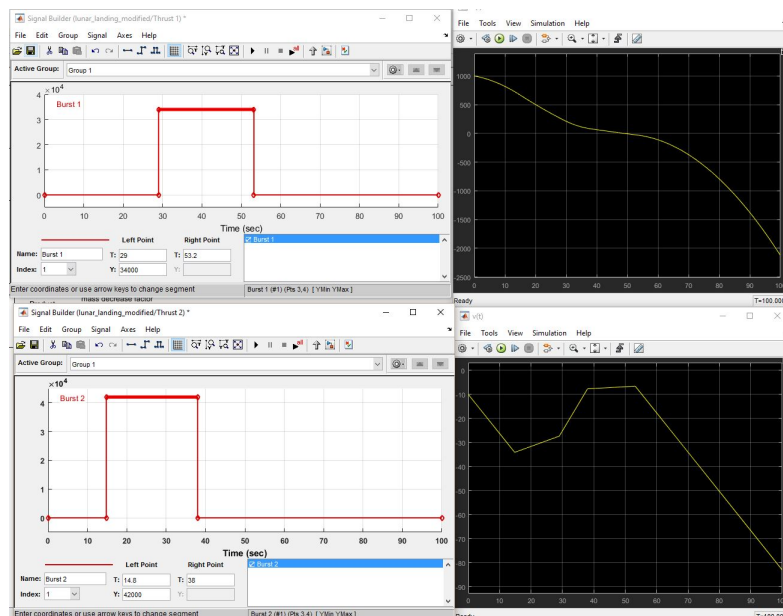 Signal Builder (lunar_landing_modified/Thrust 1) *
File Edit Group Signal Axes Help
Active Group: Group 1
×10^4
Burst 1
4
3
2
1
0
0 10 20 30 40 50 60 70 80 90 100
Time (sec)
Left Point Right Point
Name: Burst 1 T: 29 T: 53.2
Index: 1 Y: 34000 Y:
Burst 1
Enter coordinates or use arrow keys to change segment
Burst 1 (#1) (Pts 3,4) [ YMin YMax ]
File Tools View Simulation Help
1000
500
0
-500
-1000
-1500
-2000
-2500
0 10 20 30 40 50 60 70 80 90 100
Ready
T=100.000
mass decrease factor
Signal Builder (lunar_landing_modified/Thrust 2) *
File Edit Group Signal Axes Help
Active Group: Group 1
×10^4
Burst 2
4
3
2
1
0
0 10 20 30 40 50 60 70 80 90 100
Time (sec)
Left Point Right Point
Name: Burst 2 T: 14.8 T: 38
Index: 1 Y: 42000 Y:
Burst 2
Enter coordinates or use arrow keys to change segment
Burst 2 (#1) (Pts 3,4) [ YMin YMax ]
v(t)
File Tools View Simulation Help
0
-10
-20
-30
-40
-50
-60
-70
-80
-90
0 10 20 30 40 50 60 70 80 90